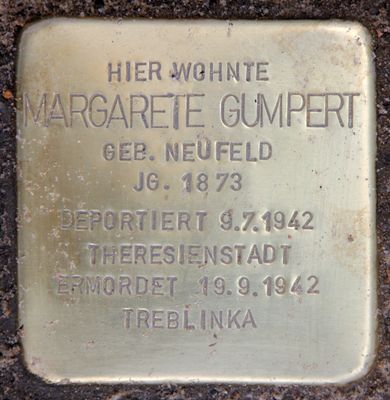 HIER WOHNTE
MARGARETE GUMPERT
GEB. NEUFELD
JG. 1873
DEPORTIERT 9.7.1942
THERESIENSTADT
ERMORDET 19.9.1942
TREBLINKA